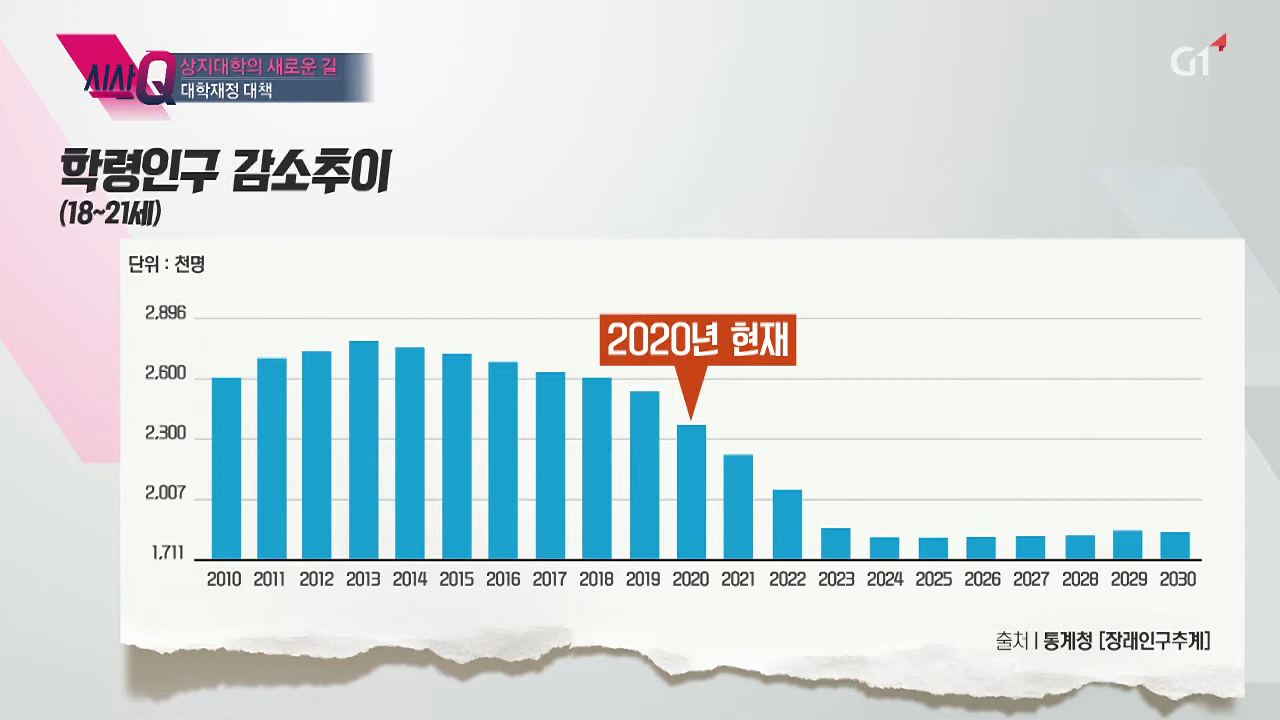 시사Q
상지대학의 새로운 길
대학재정 대책
G1
학령인구 감소추이
(18~21세)
단위 : 천명
2,896
2,600
2,300
2,007
1,711
2020년 현재
2010 2011 2012 2013 2014 2015 2016 2017 2018 2019 2020 2021 2022 2023 2024 2025 2026 2027 2028 2029 2030
출처 | 통계청 [장래인구추계]